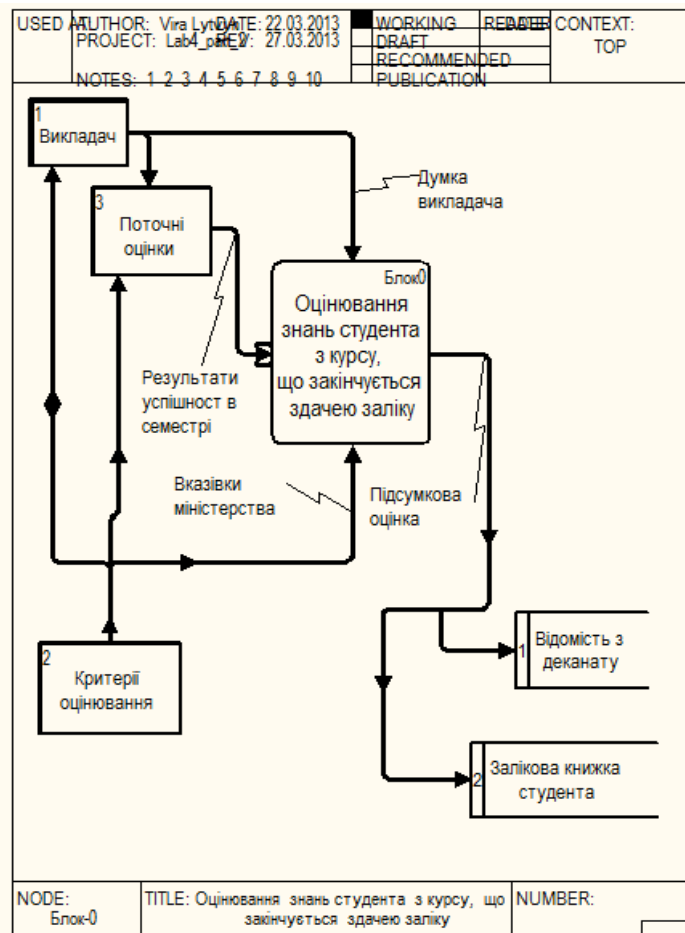 USED AT:
AUTHOR: Vira Lytvyn
DATE: 22.03.2013
PROJECT: Lab4_part_2
REV: 27.03.2013
NOTES: 1 2 3 4 5 6 7 8 9 10
WORKING
DRAFT
RECOMMENDED
PUBLICATION
READER
DATE
CONTEXT:
TOP
1
Викладач
3
Поточні
оцінки
Думка
викладача
Блок0
Оцінювання
знань студента
з курсу,
що закінчується
здачею заліку
Результати
успішност в
семестрі
Вказівки
міністерства
Підсумкова
оцінка
2
Критерії
оцінювання
1
Відомість з
деканату
2
Залікова книжка
студента
NODE:
Блок-0
TITLE: Оцінювання знань студента з курсу, що
закінчується здачею заліку
NUMBER: